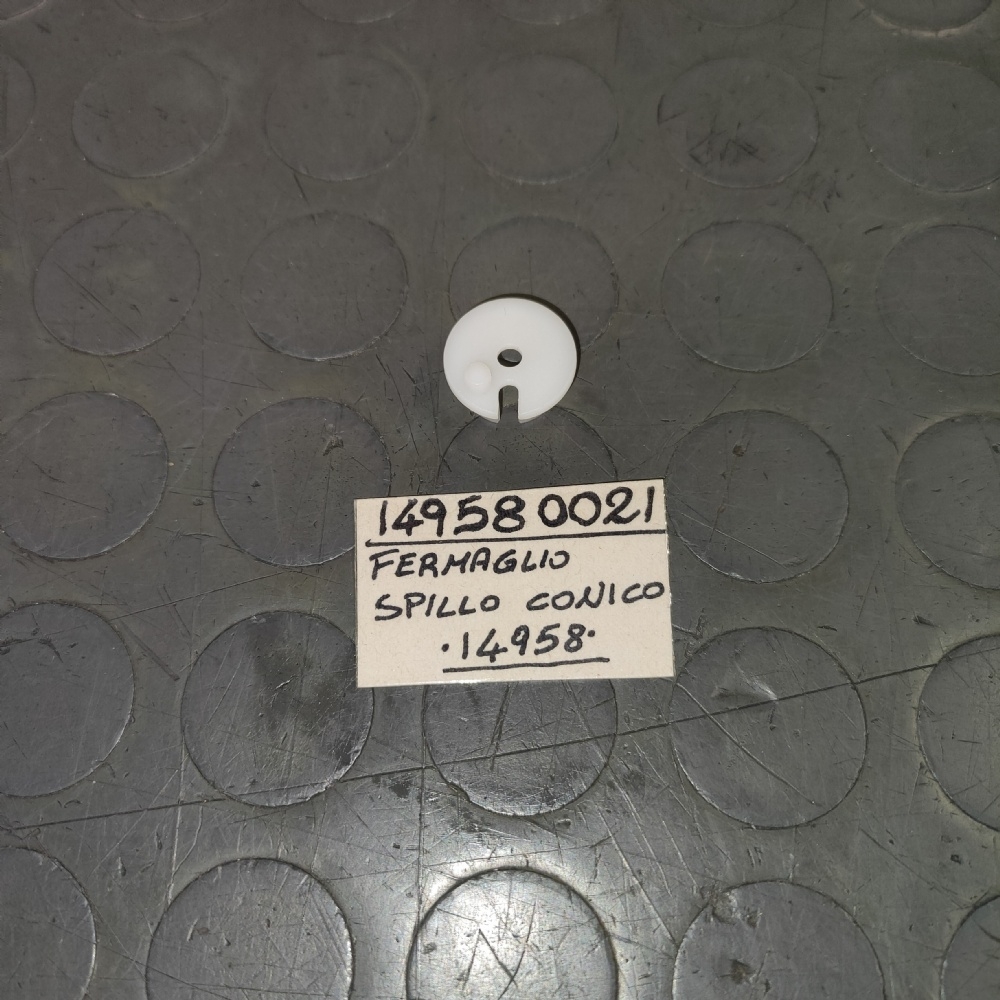 14958 0021
FERMAGLIO
SPILLO CONICO
·14958·